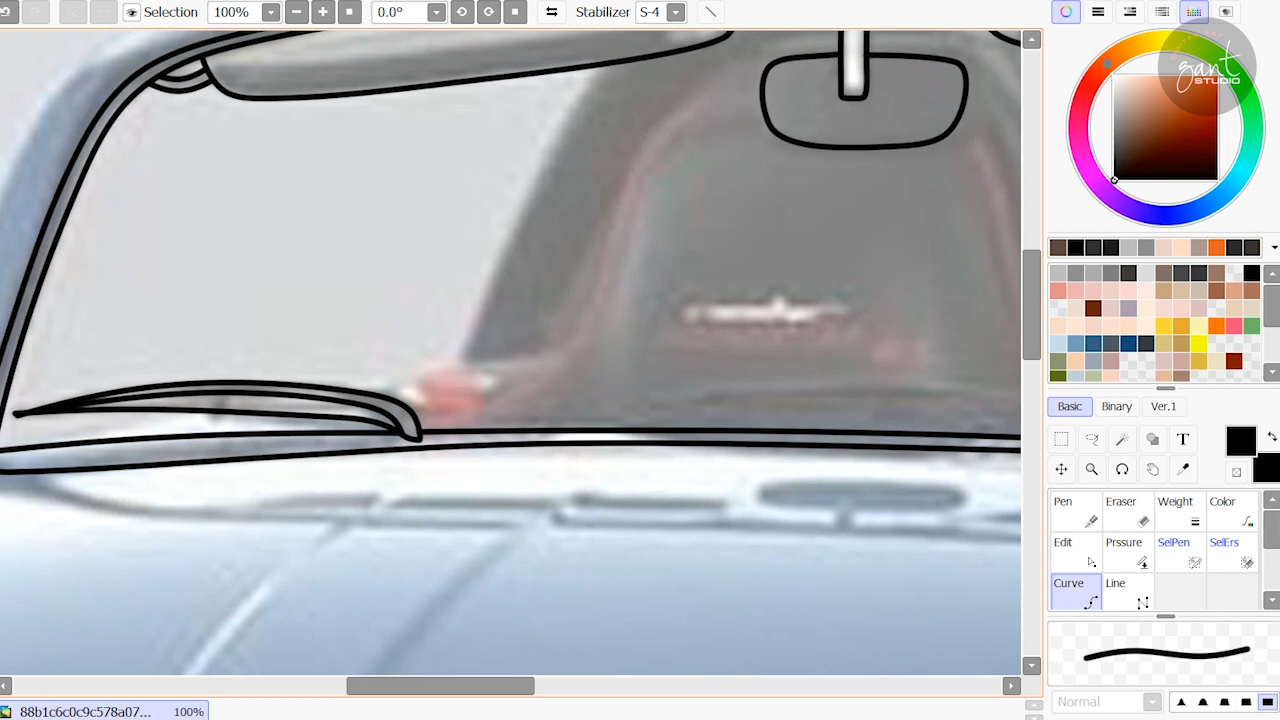 Selection 100% 0.0° Stabilizer S-4
gant
STUDIO
Basic Binary Ver.1
T
Pen Eraser Weight Color
Edit Prssure SelPen SelErs
Curve Line
Normal
88b1c6c0c9c578a07... 100%